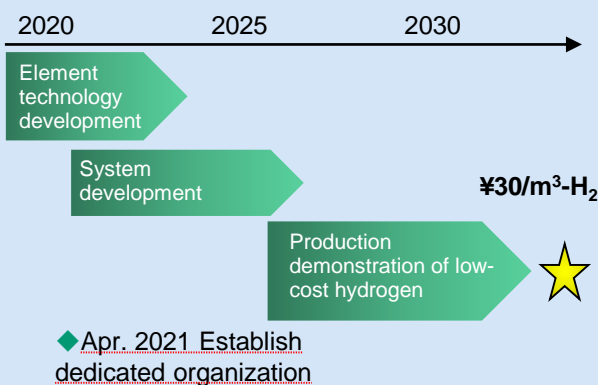 2020 2025 2030
Element
technology
development
System
development
¥30/m³-H₂
Production
demonstration of low-
cost hydrogen
◆Apr. 2021 Establish
dedicated organization